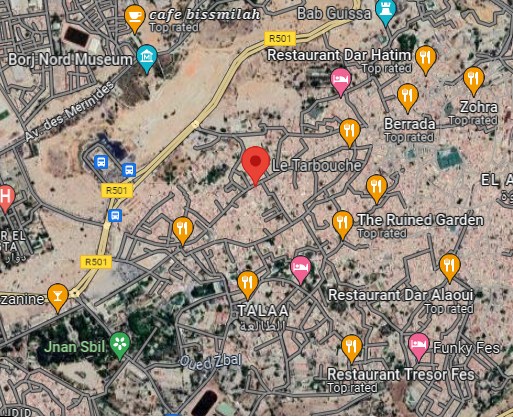 cafe bissmilah
Top rated
Bab Guissa
R501
Borj Nord Museum
Restaurant Dar Hatim
Top rated
Av. des Merinides
Zohra
Top rated
Berrada
Top rated
Le Tarbouche
R501
EL A
The Ruined Garden
Top rated
R501
zanine
Restaurant Dar Alaoui
Top rated
TALAA
الطالعة
Jnan Sbil
Oued Zbal
Funky Fes
Restaurant Tresor Fes
Top rated
H